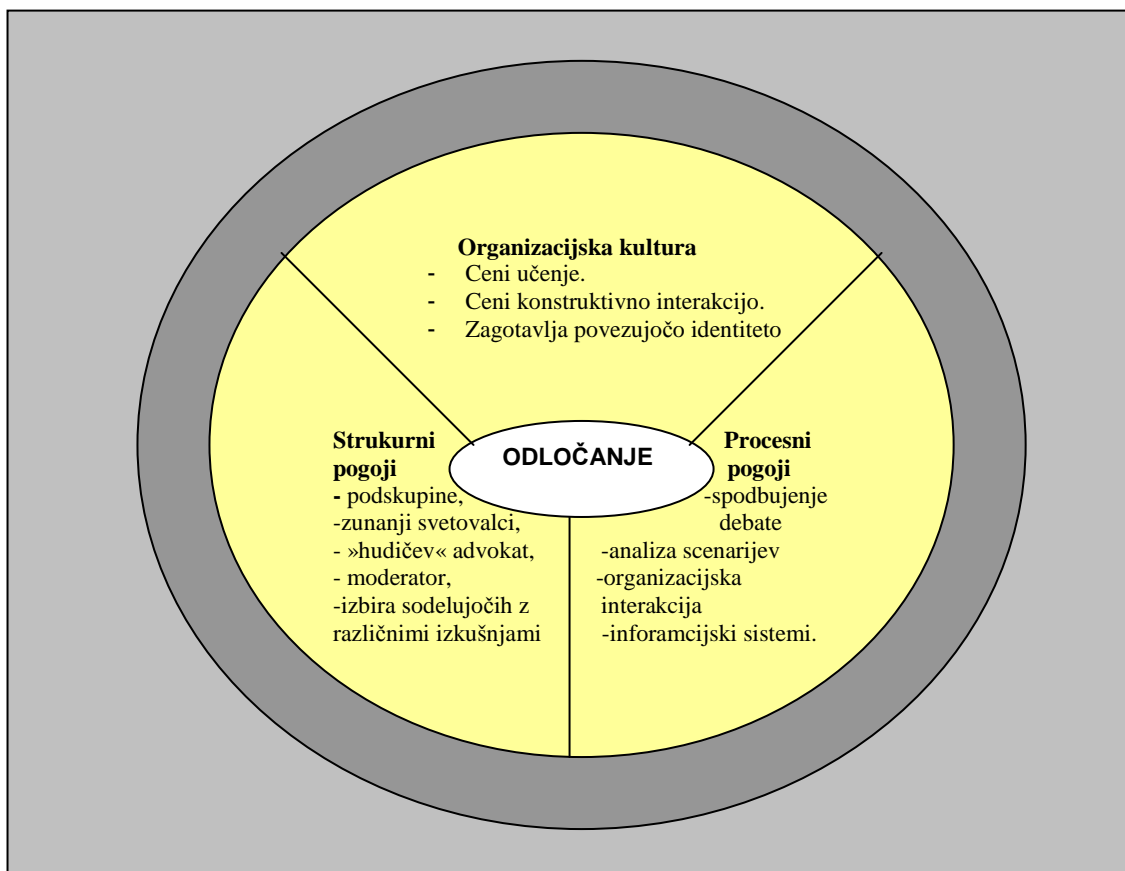 Organizacijska kultura
- Ceni učenje.
- Ceni konstruktivno interakcijo.
- Zagotavlja povezujočo identiteto
ODLOČANJE
Strukurni
pogoji
- podskupine,
-zunanji svetovalci,
- »hudičev« advokat,
- moderator,
-izbira sodelujočih z
različnimi izkušnjami
Procesni
pogoji
-spodbujenje
debate
-analiza scenarijev
-organizacijska
interakcija
-inforamcijski sistemi.